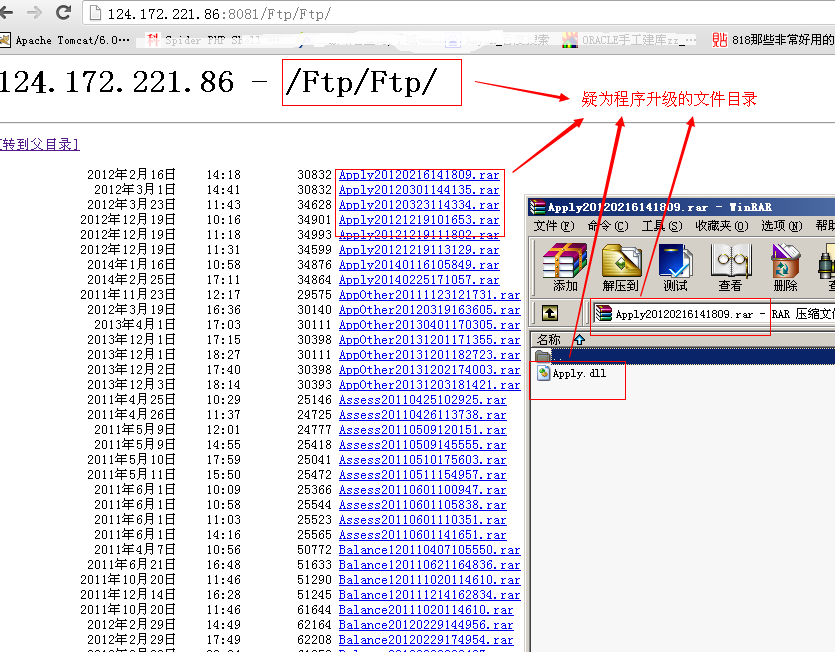 124.172.221.86:8081/Ftp/Ftp/
Apache Tomcat/6.0… Spider PHP Sh ORACLE手工建库zz_… 818那些非常好用的
124.172.221.86 - /Ftp/Ftp/
疑为程序升级的文件目录
[转到父目录]
2012年2月16日 14:18 30832 Apply20120216141809.rar
2012年3月1日 14:41 30832 Apply20120301144135.rar
2012年3月23日 11:43 34628 Apply20120323114334.rar
2012年12月19日 10:16 34901 Apply20121219101653.rar
2012年12月19日 11:18 34993 Apply20121219111802.rar
2012年12月19日 11:31 34599 Apply20121219113129.rar
2014年1月16日 10:58 34876 Apply20140116105849.rar
2014年2月25日 17:11 34864 Apply20140225171057.rar
2011年11月23日 12:17 29575 AppOther20111123121731.rar
2012年3月19日 16:36 30140 AppOther20120319163605.rar
2013年4月1日 17:03 30111 AppOther20130401170305.rar
2013年12月1日 17:15 30398 AppOther20131201171355.rar
2013年12月1日 18:27 30111 AppOther20131201182723.rar
2013年12月2日 17:40 30398 AppOther20131202174003.rar
2013年12月3日 18:14 30393 AppOther20131203181421.rar
2011年4月25日 10:29 25146 Assess20110425102925.rar
2011年4月26日 11:37 24725 Assess20110426113738.rar
2011年5月9日 12:01 24777 Assess20110509120151.rar
2011年5月9日 14:55 25418 Assess20110509145555.rar
2011年5月10日 17:59 25041 Assess20110510175603.rar
2011年5月11日 15:50 25472 Assess20110511154957.rar
2011年6月1日 10:09 25366 Assess20110601100947.rar
2011年6月1日 10:58 25544 Assess20110601105838.rar
2011年6月1日 11:03 25523 Assess20110601110351.rar
2011年6月1日 14:16 25565 Assess20110601141651.rar
2011年4月7日 10:56 50772 Balance120110407105550.rar
2011年6月21日 16:48 51633 Balance120110621164836.rar
2011年10月20日 11:46 51290 Balance120111020114610.rar
2011年12月14日 16:28 51245 Balance120111214162834.rar
2011年10月20日 11:46 61644 Balance20111020114610.rar
2012年2月29日 14:49 62164 Balance20120229144956.rar
2012年2月29日 17:49 62208 Balance20120229174954.rar
Apply20120216141809.rar - WinRAR
文件(F) 命令(C) 工具(S) 收藏夹(O) 选项(N) 帮助
添加 解压到 测试 查看 删除
Apply20120216141809.rar - RAR 压缩文件
名称
..
Apply.dll